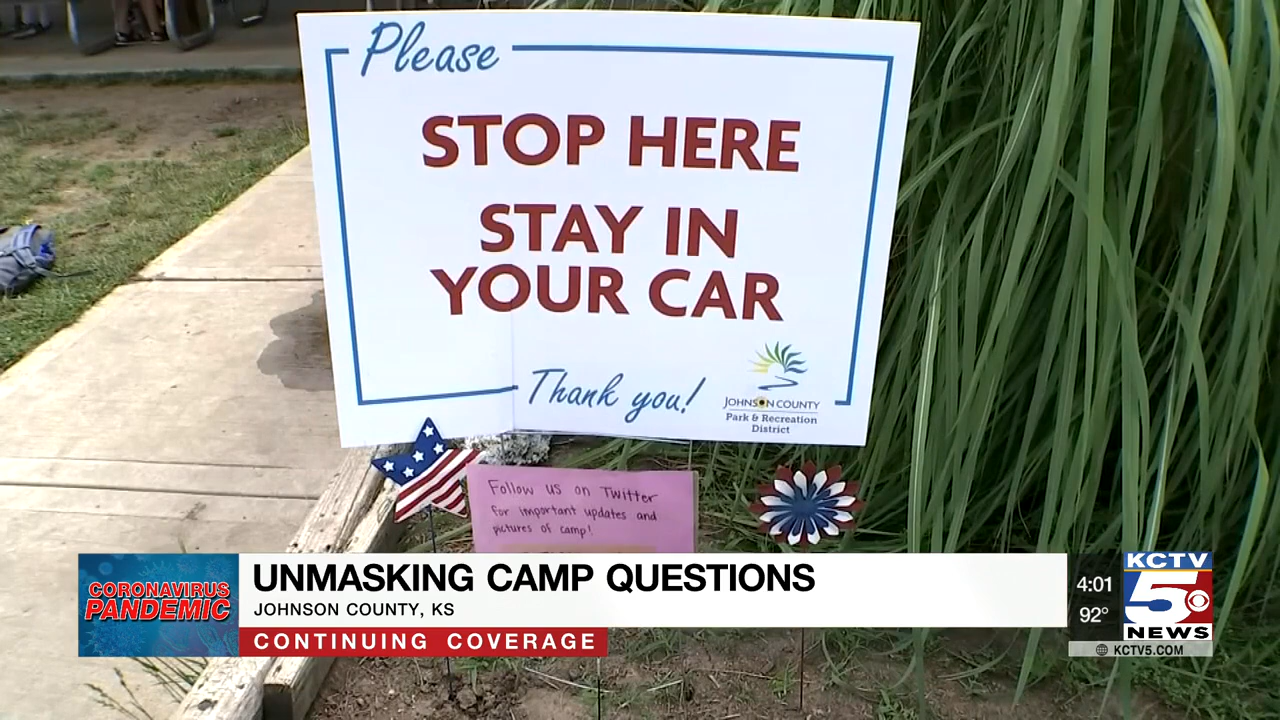 Please
STOP HERE
STAY IN
YOUR CAR
Thank you!
JOHNSON COUNTY
Park & Recreation
District
Follow us on Twitter
for important updates and
pictures of camp!
CORONAVIRUS
PANDEMIC
UNMASKING CAMP QUESTIONS
JOHNSON COUNTY, KS
CONTINUING COVERAGE
4:01
92°
KCTV
5
NEWS
KCTV5.COM